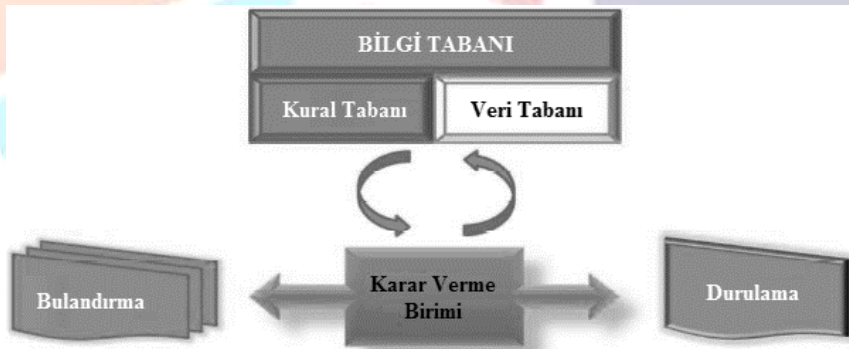 BİLGİ TABANI
Kural Tabanı
Veri Tabanı
Bulandırma
Karar Verme
Birimi
Durulama